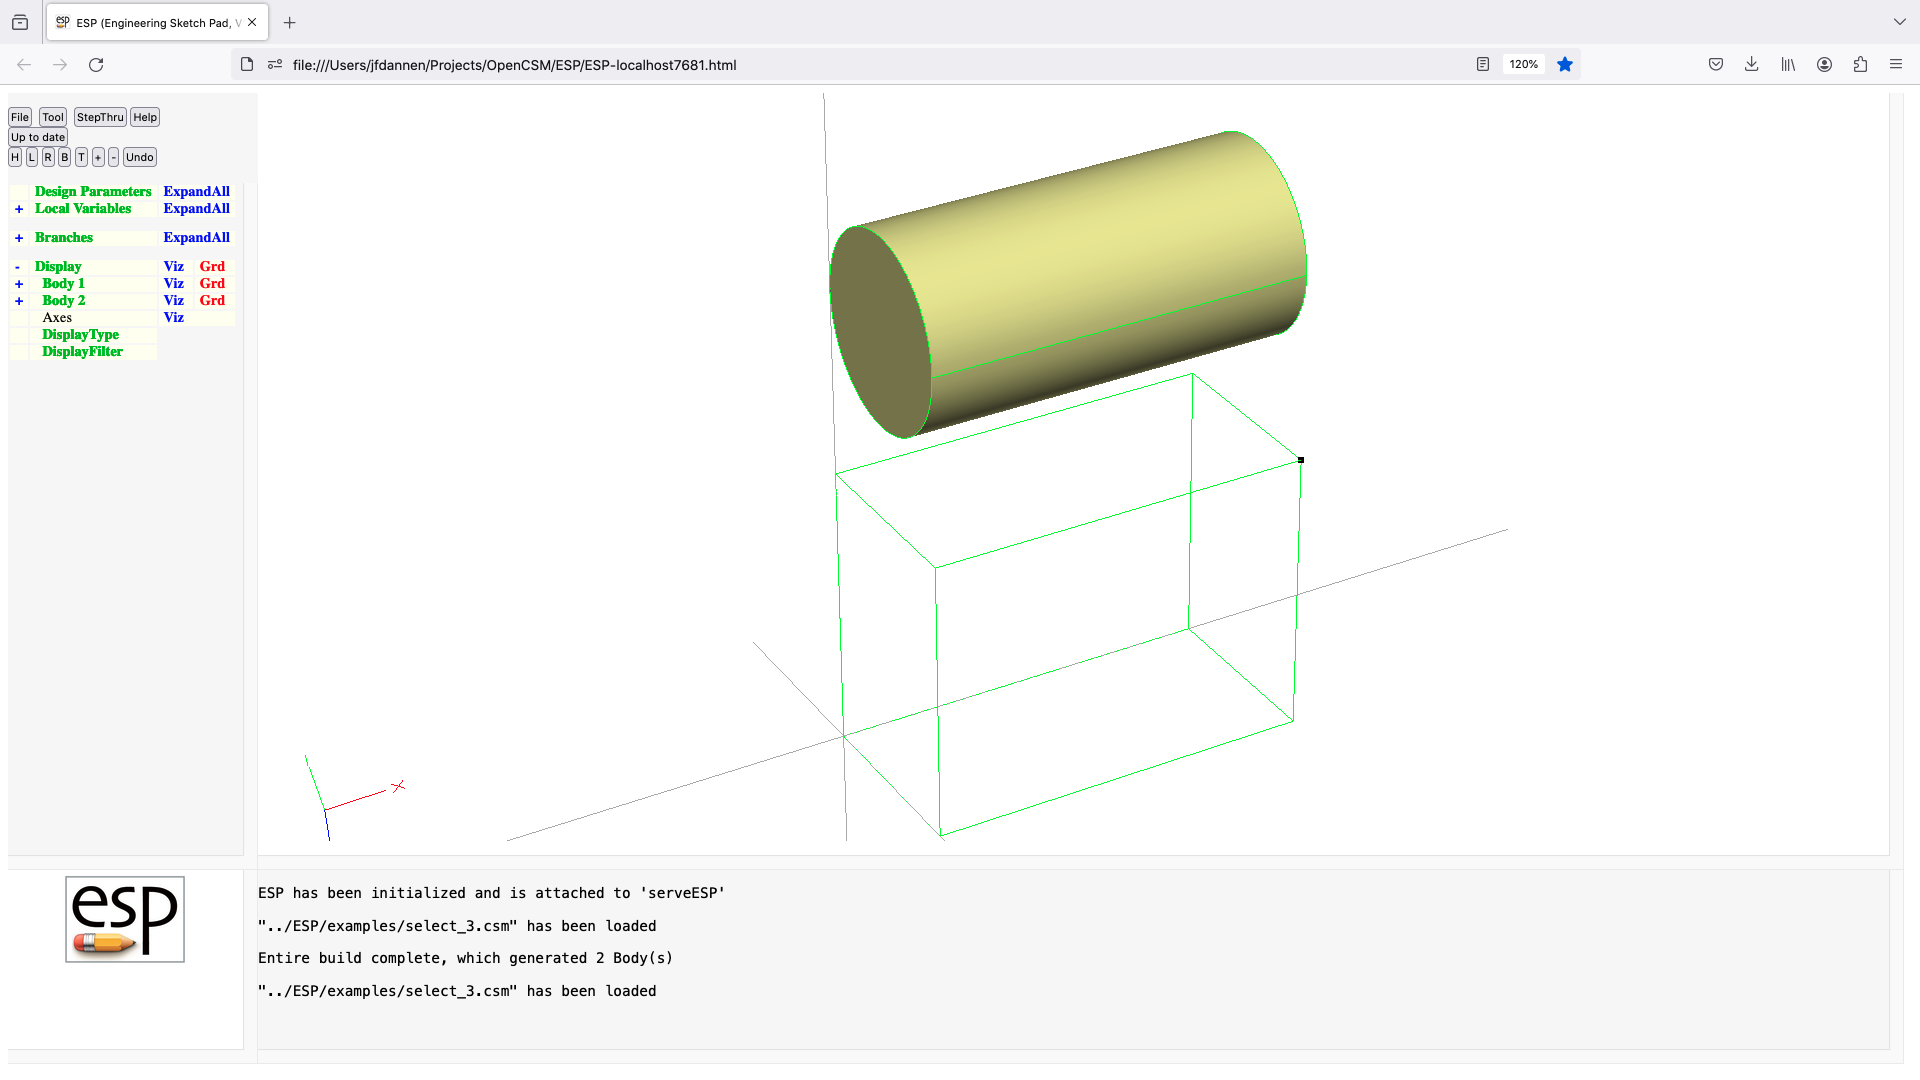 ESP (Engineering Sketch Pad, V
file:///Users/jfdannen/Projects/OpenCSM/ESP/ESP-localhost7681.html
120%
File Tool StepThru Help
Up to date
H L R B T + - Undo
Design Parameters ExpandAll
+ Local Variables ExpandAll
+ Branches ExpandAll
- Display Viz Grd
+ Body 1 Viz Grd
+ Body 2 Viz Grd
Axes Viz
DisplayType
DisplayFilter
X
esp
ESP has been initialized and is attached to 'serveESP'
"../ESP/examples/select_3.csm" has been loaded
Entire build complete, which generated 2 Body(s)
"../ESP/examples/select_3.csm" has been loaded